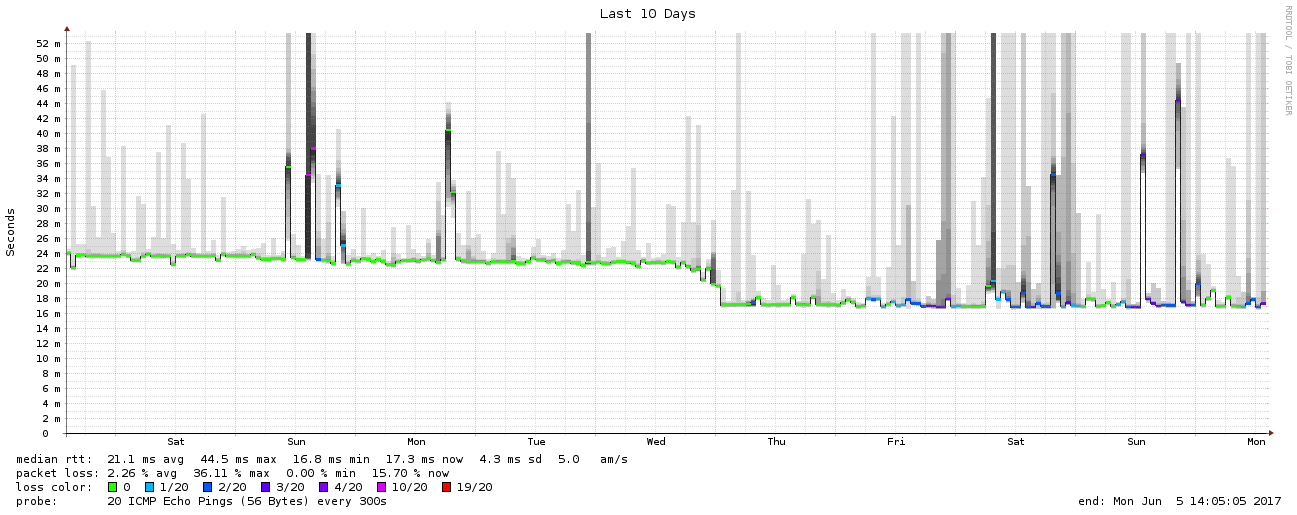 Last 10 Days
RRDTOOL / TOBI OETIKER
Seconds
52 m
50 m
48 m
46 m
44 m
42 m
40 m
38 m
36 m
34 m
32 m
30 m
28 m
26 m
24 m
22 m
20 m
18 m
16 m
14 m
12 m
10 m
8 m
6 m
4 m
2 m
0
Sat Sun Mon Tue Wed Thu Fri Sat Sun Mon
median rtt: 21.1 ms avg 44.5 ms max 16.8 ms min 17.3 ms now 4.3 ms sd 5.0 am/s
packet loss: 2.26 % avg 36.11 % max 0.00 % min 15.70 % now
loss color: 0 1/20 2/20 3/20 4/20 10/20 19/20
probe: 20 ICMP Echo Pings (56 Bytes) every 300s
end: Mon Jun 5 14:05:05 2017